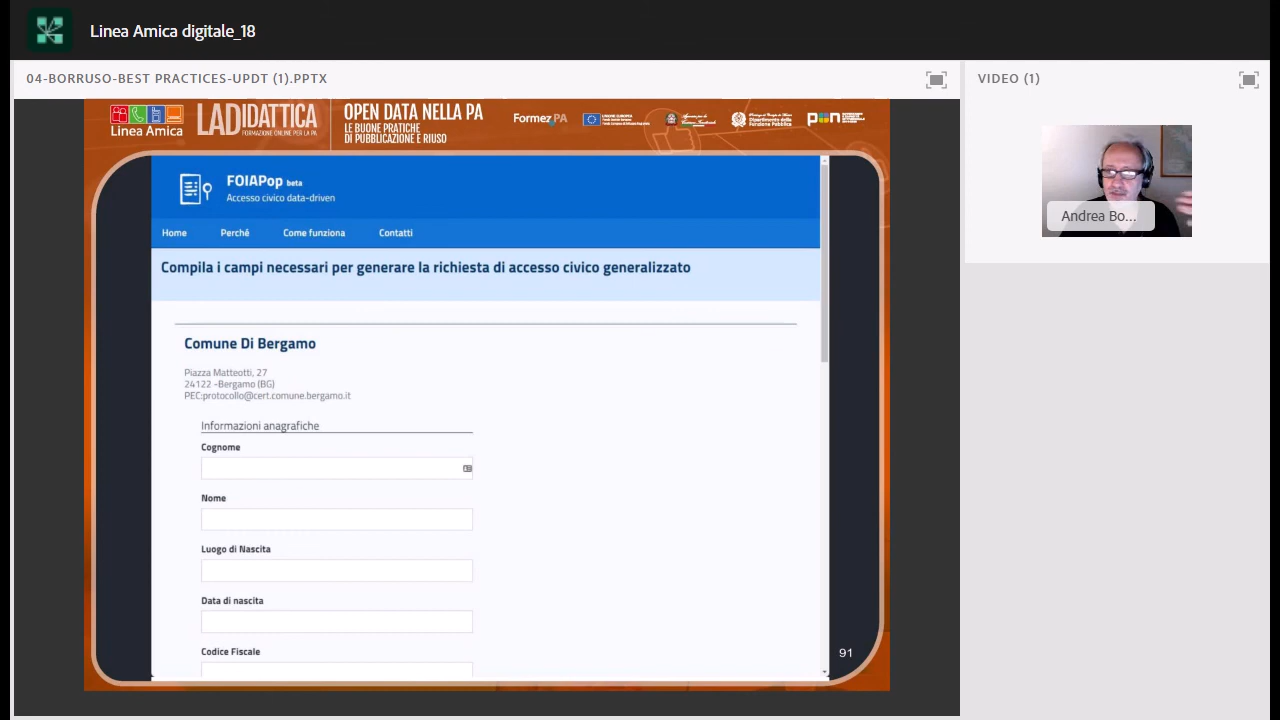 Linea Amica digitale_18
04-BORRUSO-BEST PRACTICES-UPDT (1).PPTX
VIDEO (1)
Linea Amica
LADIDATTICA
FORMAZIONE ONLINE PER LA PA
OPEN DATA NELLA PA
LE BUONE PRATICHE
DI PUBBLICAZIONE E RIUSO
FormezPA
UNIONE EUROPEA
pon
FOIAPop beta
Accesso civico data-driven
Home Perché Come funziona Contatti
Compila i campi necessari per generare la richiesta di accesso civico generalizzato
Comune Di Bergamo
Piazza Matteotti, 27
24122 -Bergamo (BG)
PEC:protocollo@cert.comune.bergamo.it
Informazioni anagrafiche
Cognome
Nome
Luogo di Nascita
Data di nascita
Codice Fiscale
91
Andrea Bo...